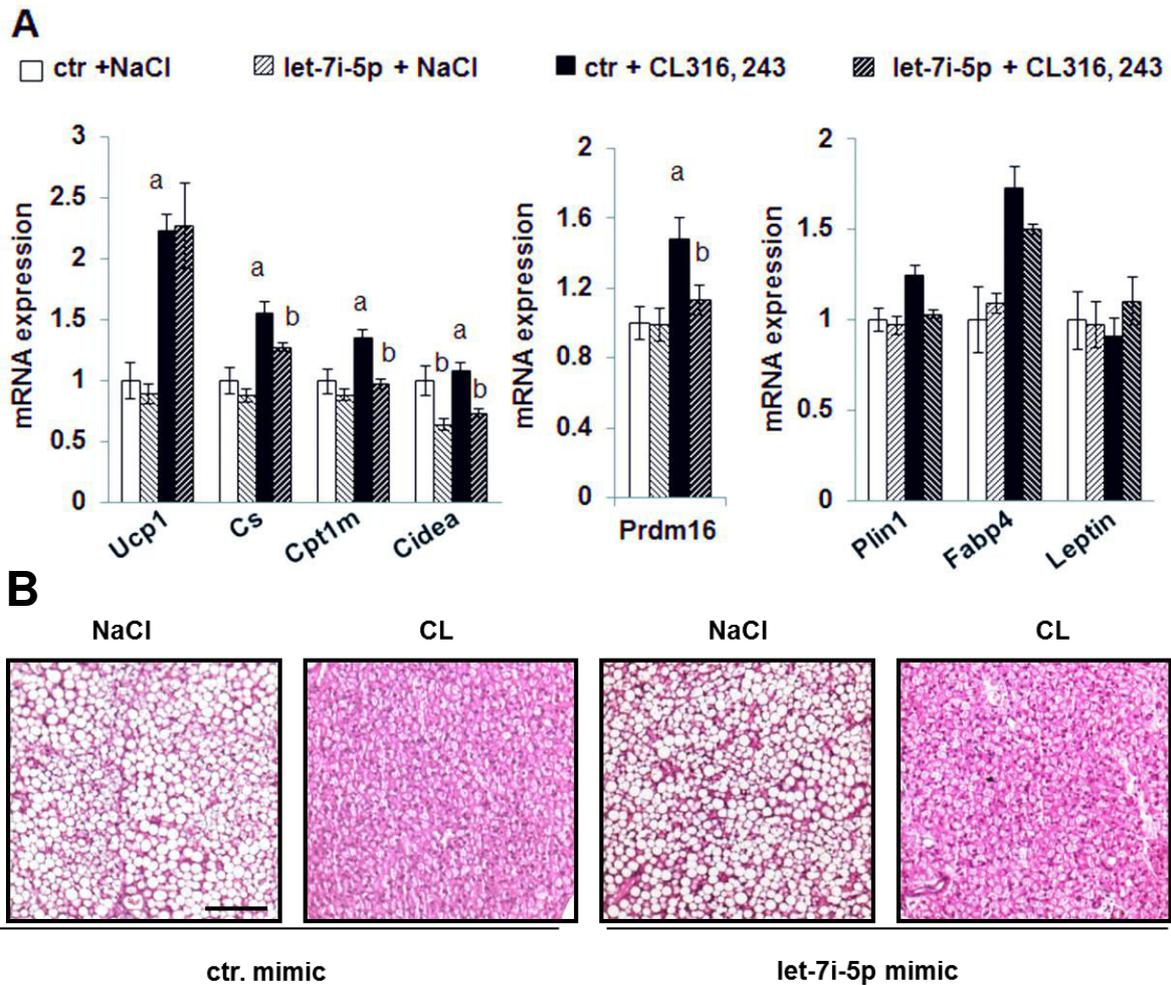 A
ctr +NaCl let-7i-5p + NaCl ctr + CL316, 243 let-7i-5p + CL316, 243
mRNA expression
3
2.5
2
1.5
1
0.5
0
a
a
b
a
b
b
a
b
Ucp1 Cs Cpt1m Cidea
mRNA expression
2
1.6
1.2
0.8
0.4
0
a
b
Prdm16
mRNA expression
2
1.5
1
0.5
0
Plin1 Fabp4 Leptin
B
NaCl CL NaCl CL
ctr. mimic let-7i-5p mimic